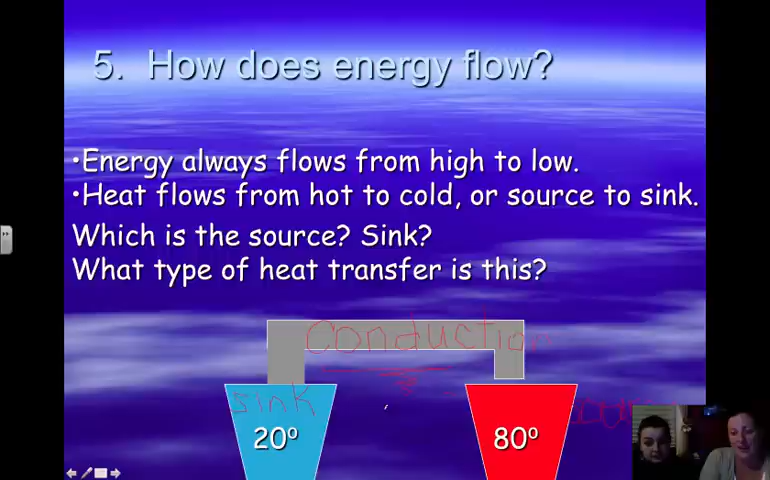 5. How does energy flow?
•Energy always flows from high to low.
•Heat flows from hot to cold, or source to sink.
Which is the source? Sink?
What type of heat transfer is this?
Conduction
sink
20º
80º